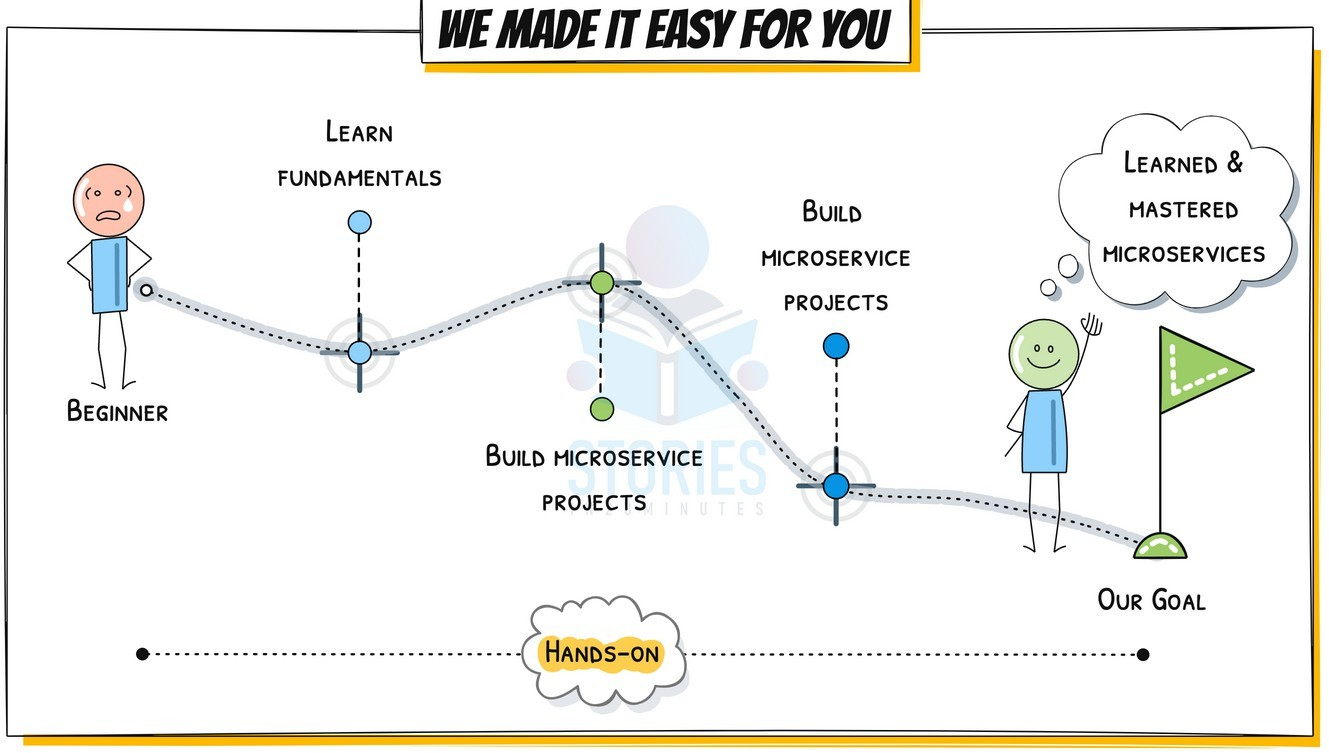 WE MADE IT EASY FOR YOU
LEARN
FUNDAMENTALS
BUILD
MICROSERVICE
PROJECTS
LEARNED &
MASTERED
MICROSERVICES
BEGINNER
BUILD MICROSERVICE
PROJECTS
STORIES
MINUTES
OUR GOAL
HANDS-ON